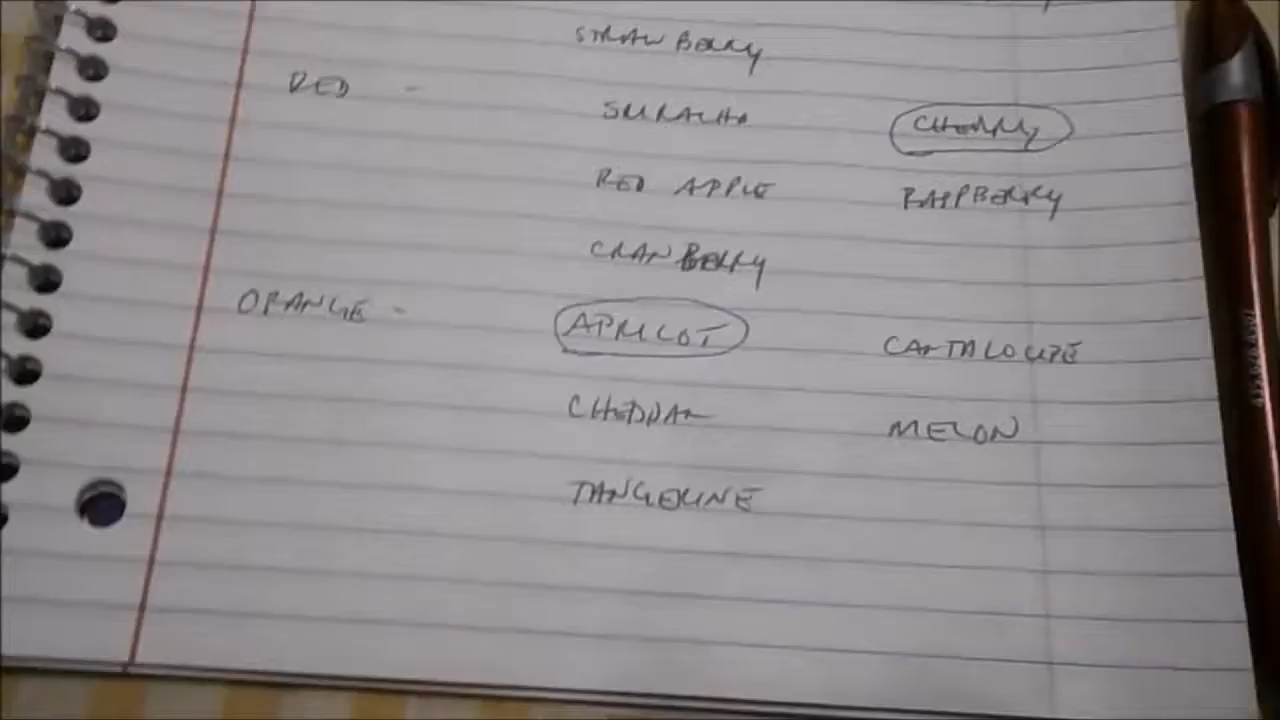 STRAWBERRY
RED - SRIRACHA CHERRY
RED APPLE RASPBERRY
CRANBERRY
ORANGE - APRICOT CANTALOUPE
CHEDDAR MELON
TANGERINE